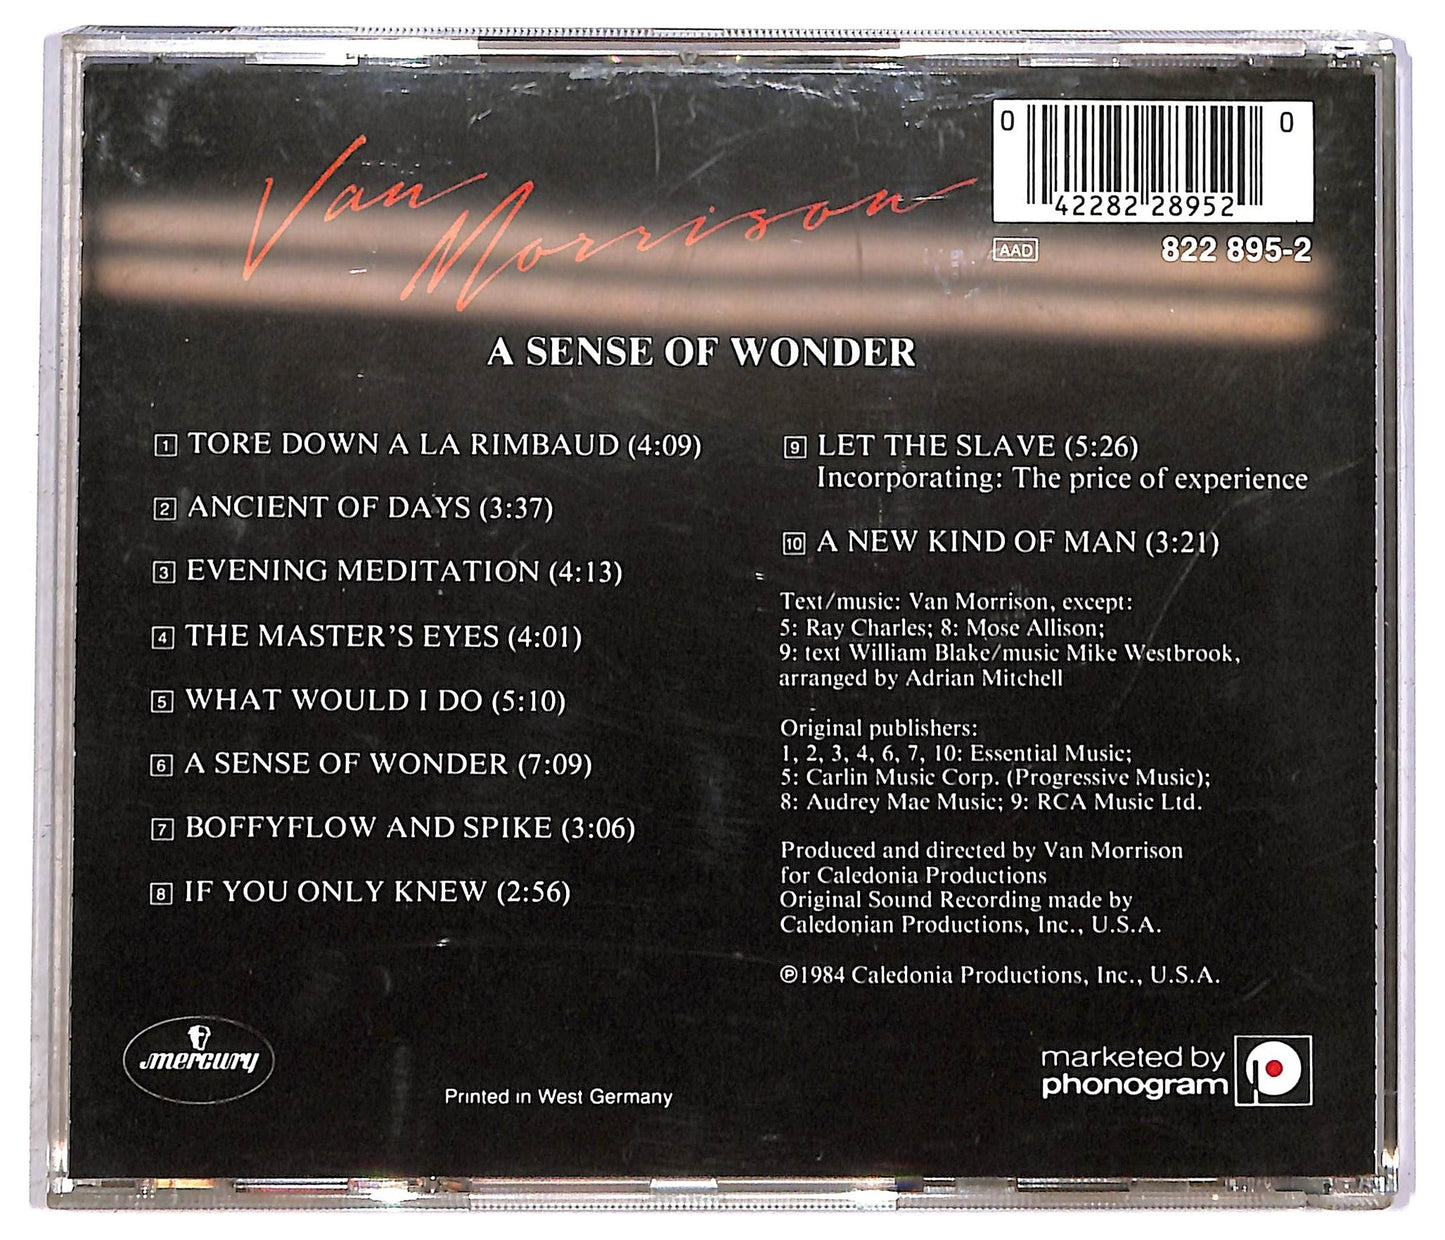 Van Morrison
0 42282 28952 0
AAD 822 895-2
A SENSE OF WONDER
1 TORE DOWN A LA RIMBAUD (4:09)
2 ANCIENT OF DAYS (3:37)
3 EVENING MEDITATION (4:13)
4 THE MASTER'S EYES (4:01)
5 WHAT WOULD I DO (5:10)
6 A SENSE OF WONDER (7:09)
7 BOFFYFLOW AND SPIKE (3:06)
8 IF YOU ONLY KNEW (2:56)
9 LET THE SLAVE (5:26)
Incorporating: The price of experience
10 A NEW KIND OF MAN (3:21)
Text/music: Van Morrison, except:
5: Ray Charles; 8: Mose Allison;
9: text William Blake/music Mike Westbrook,
arranged by Adrian Mitchell
Original publishers:
1, 2, 3, 4, 6, 7, 10: Essential Music;
5: Carlin Music Corp. (Progressive Music);
8: Audrey Mae Music; 9: RCA Music Ltd.
Produced and directed by Van Morrison
for Caledonia Productions
Original Sound Recording made by
Caledonian Productions, Inc., U.S.A.
℗1984 Caledonia Productions, Inc., U.S.A.
mercury
Printed in West Germany
marketed by
phonogram